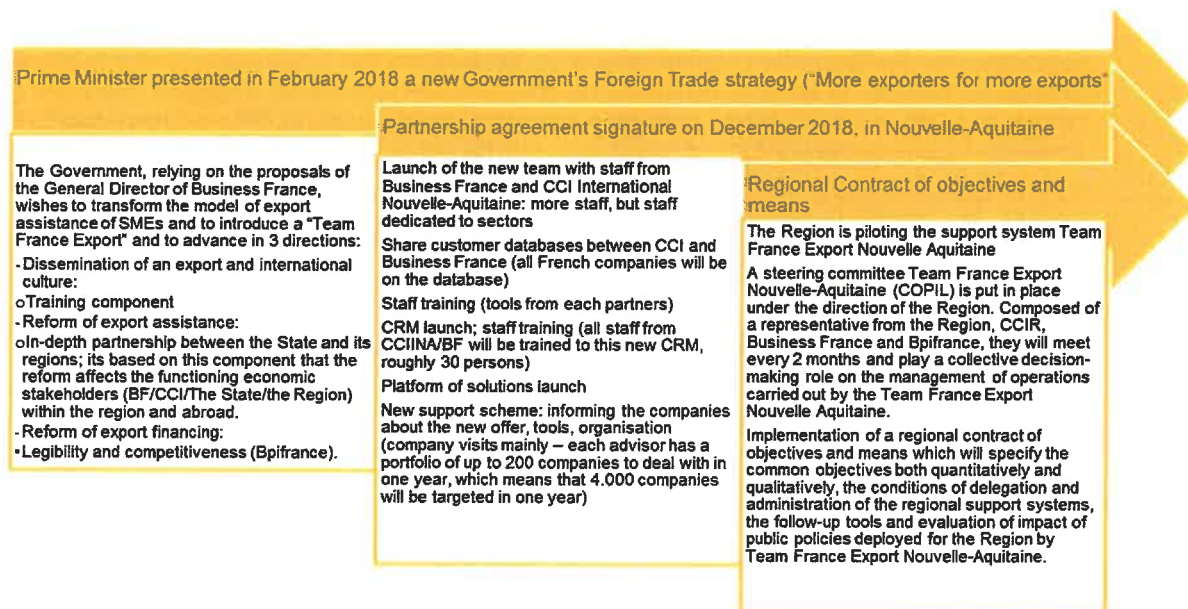 Prime Minister presented in February 2018 a new Government's Foreign Trade strategy ("More exporters for more exports"
Partnership agreement signature on December 2018, in Nouvelle-Aquitaine
Regional Contract of objectives and
means
The Government, relying on the proposals of
the General Director of Business France,
wishes to transform the model of export
assistance of SMEs and to introduce a "Team
France Export" and to advance in 3 directions:
-Dissemination of an export and international
culture:
oTraining component
-Reform of export assistance:
oIn-depth partnership between the State and its
regions; its based on this component that the
reform affects the functioning economic
stakeholders (BF/CCI/The State/the Region)
within the region and abroad.
-Reform of export financing:
•Legibility and competitiveness (Bpifrance).
Launch of the new team with staff from
Business France and CCI International
Nouvelle-Aquitaine: more staff, but staff
dedicated to sectors
Share customer databases between CCI and
Business France (all French companies will be
on the database)
Staff training (tools from each partners)
CRM launch; staff training (all staff from
CCIINA/BF will be trained to this new CRM,
roughly 30 persons)
Platform of solutions launch
New support scheme: informing the companies
about the new offer, tools, organisation
(company visits mainly – each advisor has a
portfolio of up to 200 companies to deal with in
one year, which means that 4.000 companies
will be targeted in one year)
The Region is piloting the support system Team
France Export Nouvelle Aquitaine
A steering committee Team France Export
Nouvelle-Aquitaine (COPIL) is put in place
under the direction of the Region. Composed of
a representative from the Region, CCIR,
Business France and Bpifrance, they will meet
every 2 months and play a collective decision-
making role on the management of operations
carried out by the Team France Export
Nouvelle Aquitaine.
Implementation of a regional contract of
objectives and means which will specify the
common objectives both quantitatively and
qualitatively, the conditions of delegation and
administration of the regional support systems,
the follow-up tools and evaluation of impact of
public policies deployed for the Region by
Team France Export Nouvelle-Aquitaine.